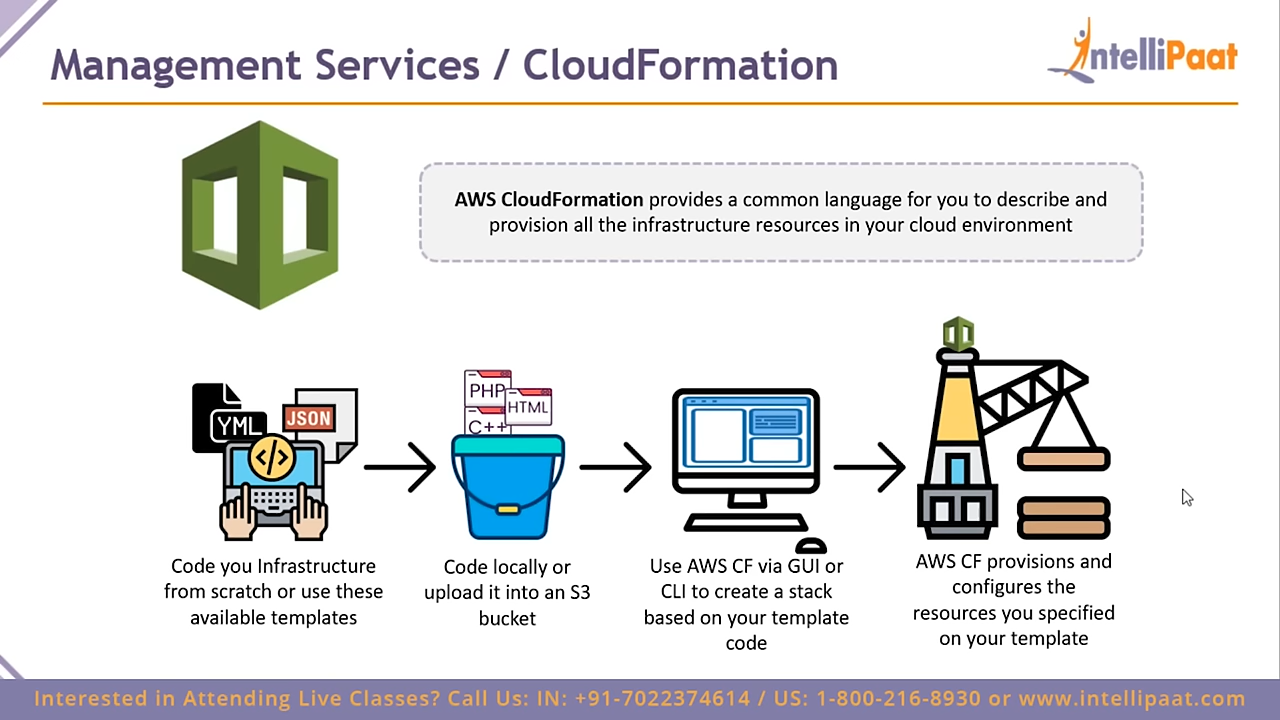 Management Services / CloudFormation
IntelliPaat
AWS CloudFormation provides a common language for you to describe and
provision all the infrastructure resources in your cloud environment
YML
JSON
</>
PHP
HTML
C++
Code you Infrastructure
from scratch or use these
available templates
Code locally or
upload it into an S3
bucket
Use AWS CF via GUI or
CLI to create a stack
based on your template
code
AWS CF provisions and
configures the
resources you specified
on your template
Interested in Attending Live Classes? Call Us: IN: +91-7022374614 / US: 1-800-216-8930 or www.intellipaat.com